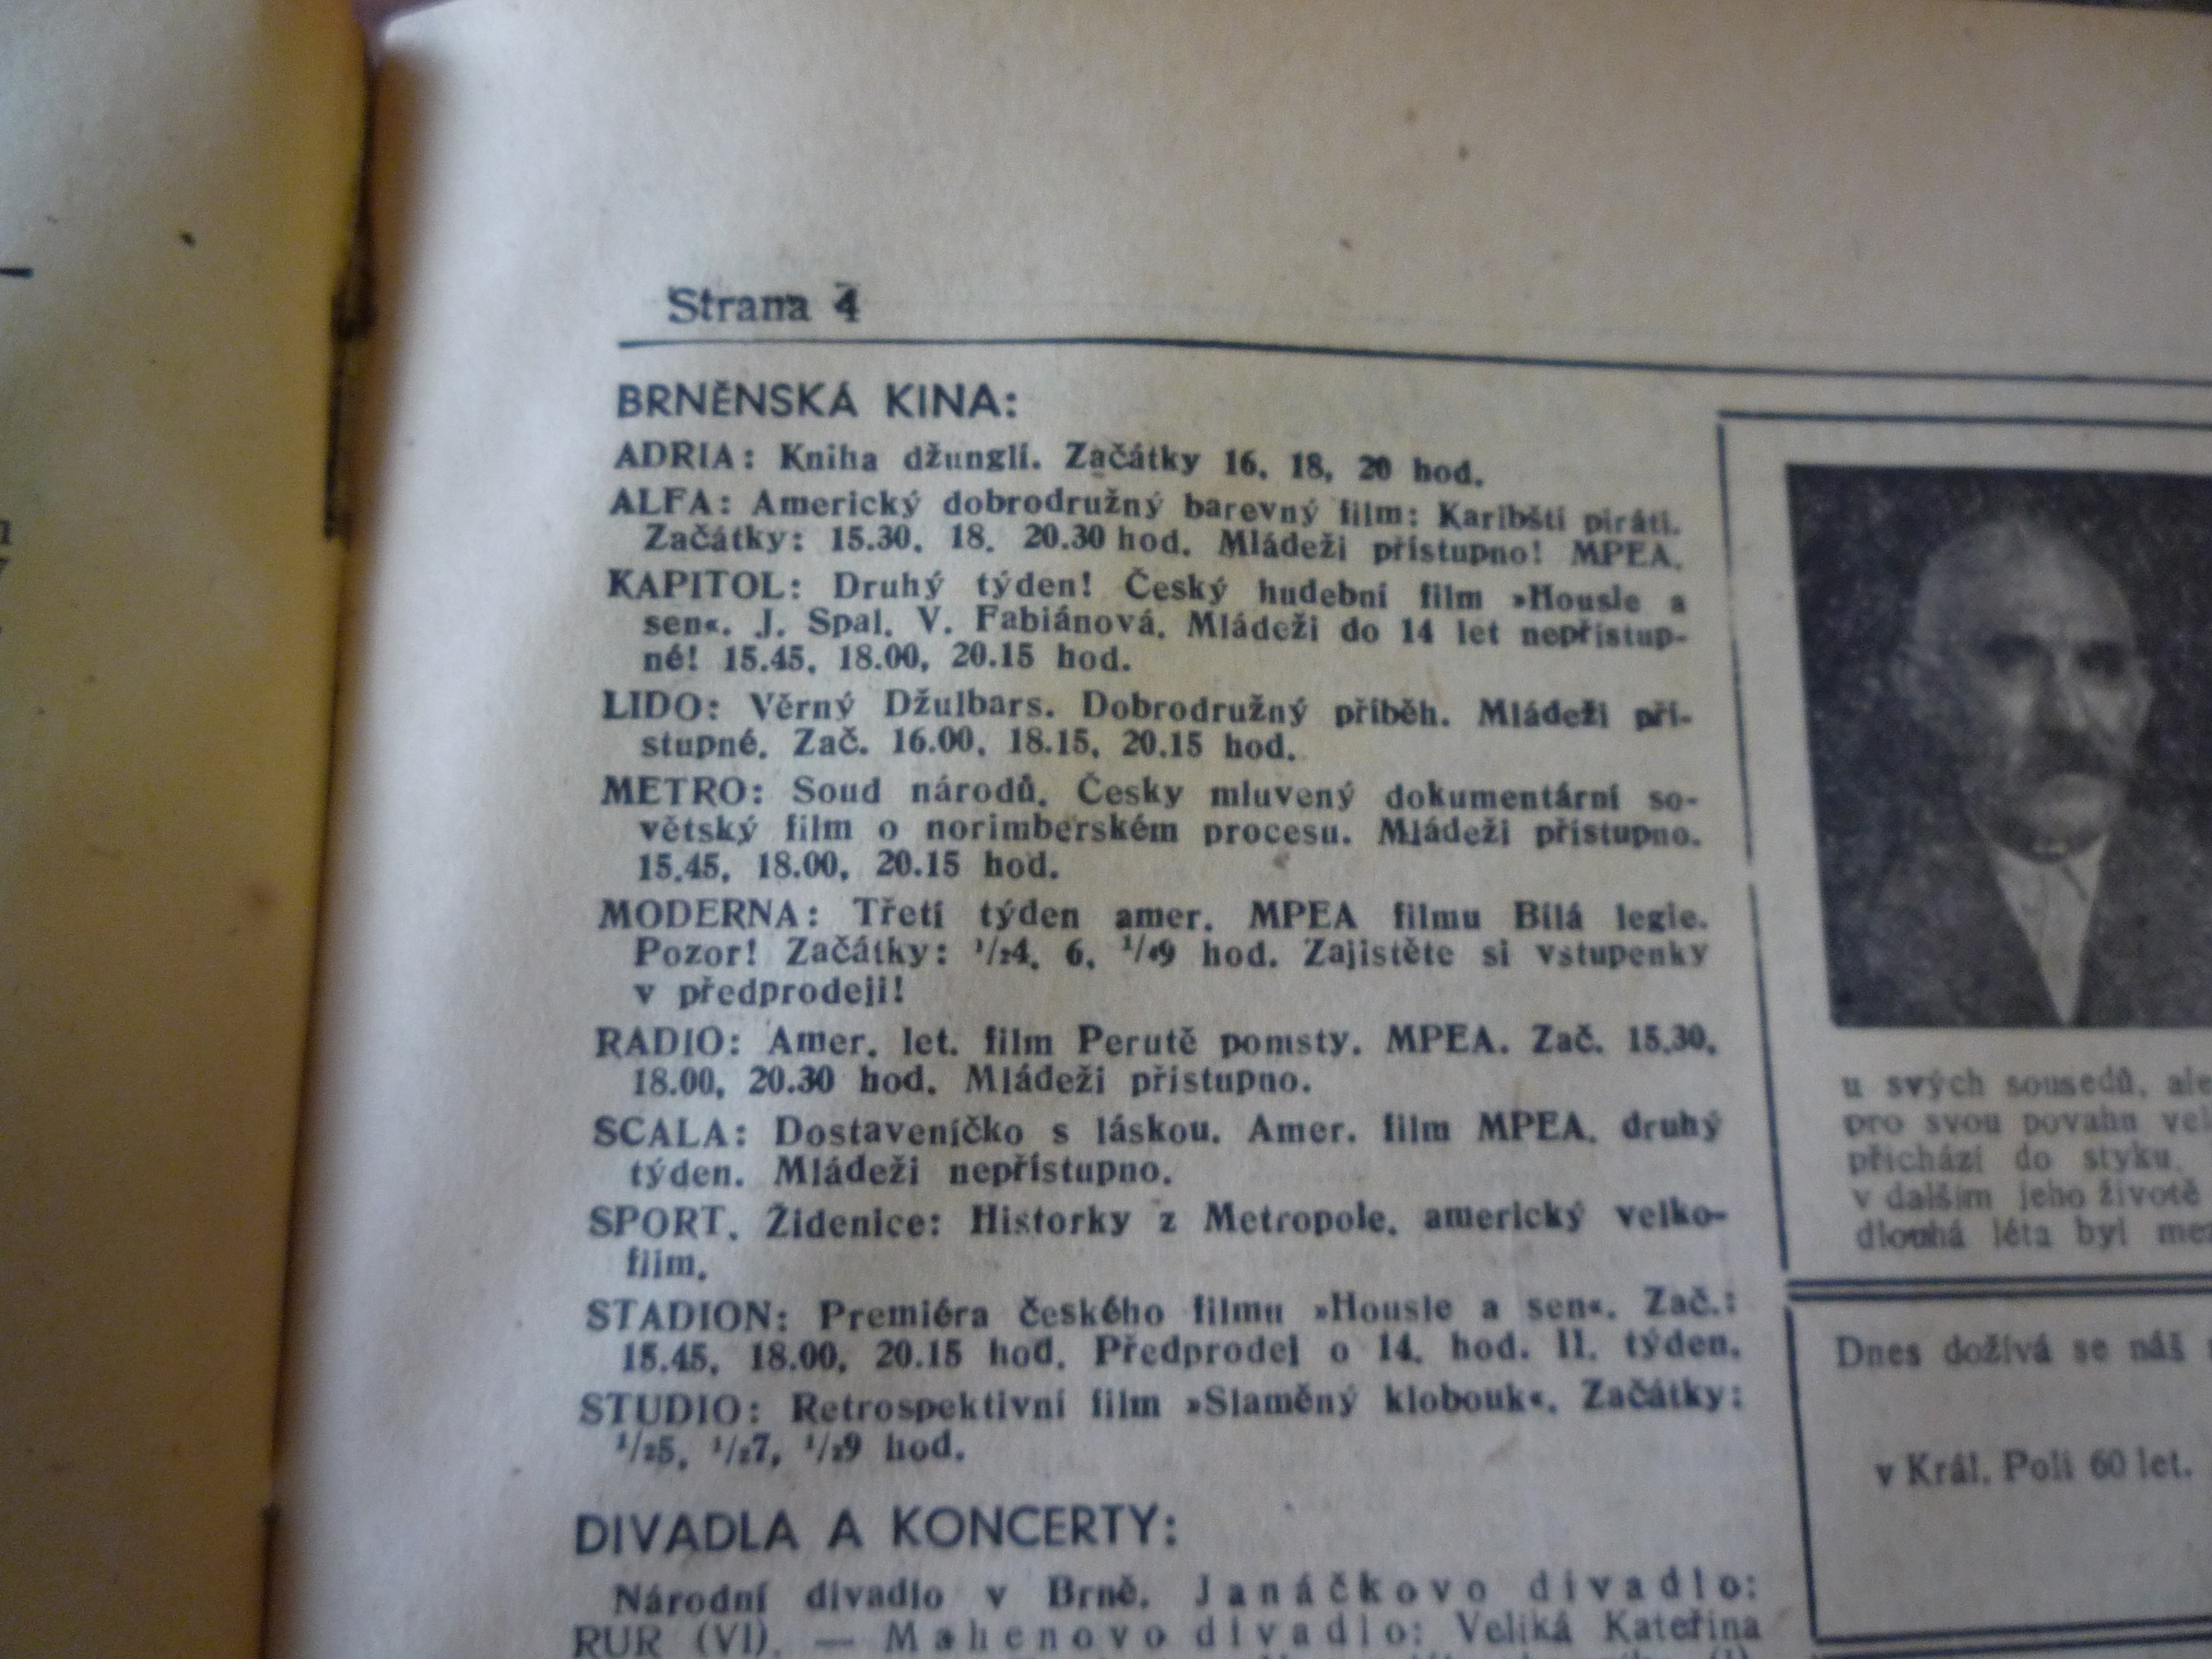 Strana 4
BRNĚNSKÁ KINA:
ADRIA: Kniha džunglí. Začátky 16, 18, 20 hod.
ALFA: Americký dobrodružný barevný film: Karibští piráti.
Začátky: 15.30, 18, 20.30 hod. Mládeži přístupno! MPEA.
KAPITOL: Druhý týden! Český hudební film »Housle a
sen«. J. Spal, V. Fabiánová. Mládeži do 14 let nepřístup-
né! 15.45, 18.00, 20.15 hod.
LIDO: Věrný Džulbars. Dobrodružný příběh. Mládeži pří-
stupné. Zač. 16.00, 18.15, 20.15 hod.
METRO: Soud národů. Česky mluvený dokumentární so-
větský film o norimberském procesu. Mládeži přístupno.
15.45, 18.00, 20.15 hod.
MODERNA: Třetí týden amer. MPEA filmu Bílá legie.
Pozor! Začátky: ¹/₂4, 6, ¹/₄9 hod. Zajistěte si vstupenky
v předprodeji!
RADIO: Amer. let. film Perutě pomsty. MPEA. Zač. 15.30,
18.00, 20.30 hod. Mládeži přístupno.
SCALA: Dostaveníčko s láskou. Amer. film MPEA. druhý
týden. Mládeži nepřístupno.
SPORT, Židenice: Historky z Metropole, americký velko-
film.
STADION: Premiéra českého filmu »Housle a sen«. Zač.:
15.45, 18.00, 20.15 hod. Předprodej o 14. hod. II. týden.
STUDIO: Retrospektivní film »Slaměný klobouk«. Začátky:
¹/₂5, ¹/₂7, ¹/₂9 hod.
DIVADLA A KONCERTY:
Národní divadlo v Brně. Janáčkovo divadlo:
RUR (VI). — Mahenovo divadlo: Veliká Kateřina
u svých sousedů, ale
pro svou povahu
přichází do styku.
v dalším jeho životě
dlouhá léta byl
Dnes dožívá se náš
v Král. Poli 60 let.